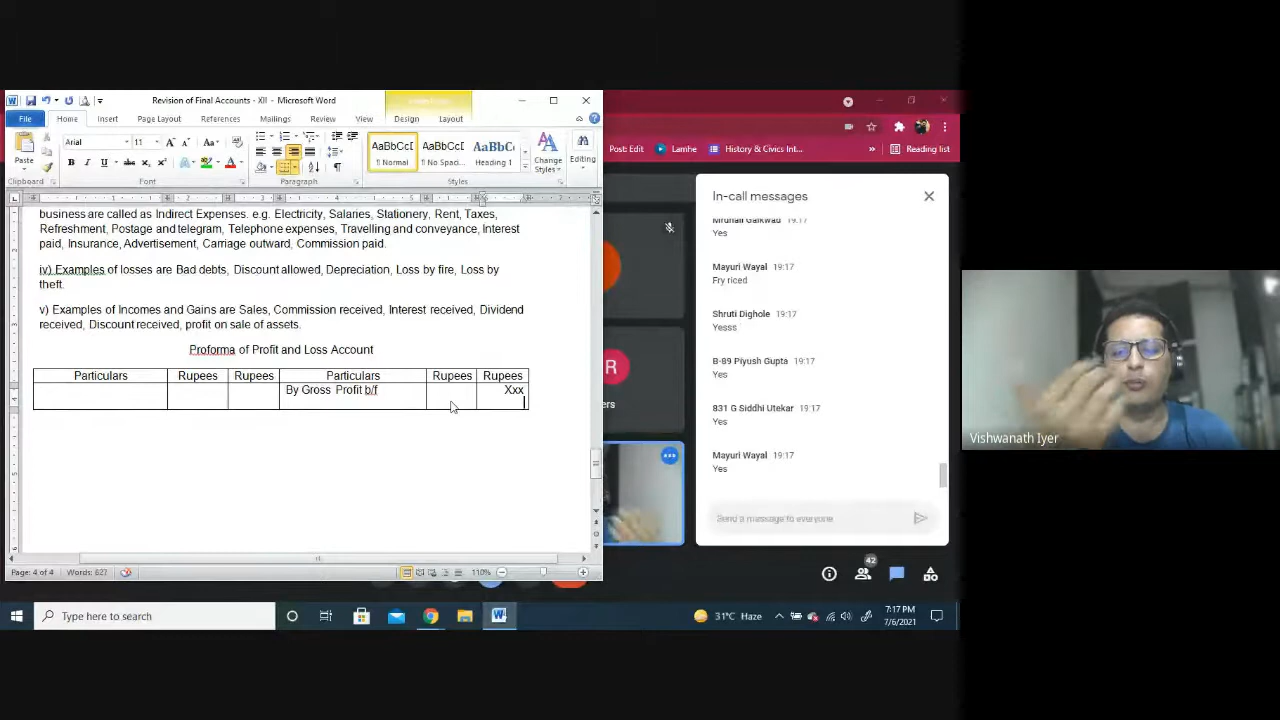 Revision of Final Accounts - XII - Microsoft Word
File Home Insert Page Layout References Mailings Review View Design Layout
Paste
Arial 11
AaBbCcI AaBbCcI AaBbC
¶ Normal ¶ No Spac... Heading 1
Change Styles
Editing
Clipboard Font Paragraph Styles
business are called as Indirect Expenses. e.g. Electricity, Salaries, Stationery, Rent, Taxes,
Refreshment, Postage and telegram, Telephone expenses, Travelling and conveyance, Interest
paid, Insurance, Advertisement, Carriage outward, Commission paid.
iv) Examples of losses are Bad debts, Discount allowed, Depreciation, Loss by fire, Loss by
theft.
v) Examples of Incomes and Gains are Sales, Commission received, Interest received, Dividend
received, Discount received, profit on sale of assets.
Proforma of Profit and Loss Account
Particulars Rupees Rupees Particulars Rupees Rupees
By Gross Profit b/f Xxx
Page: 4 of 4 Words: 827 110%
Post: Edit Lamhe History & Civics Int... » Reading list
R
ers
In-call messages
Mrunali Gaikwad 19:17
Yes
Mayuri Wayal 19:17
Fry riced
Shruti Dighole 19:17
Yesss
B-89 Piyush Gupta 19:17
Yes
831 G Siddhi Utekar 19:17
Yes
Mayuri Wayal 19:17
Yes
Send a message to everyone
42
Vishwanath Iyer
Type here to search
31°C Haze
7:17 PM
7/6/2021